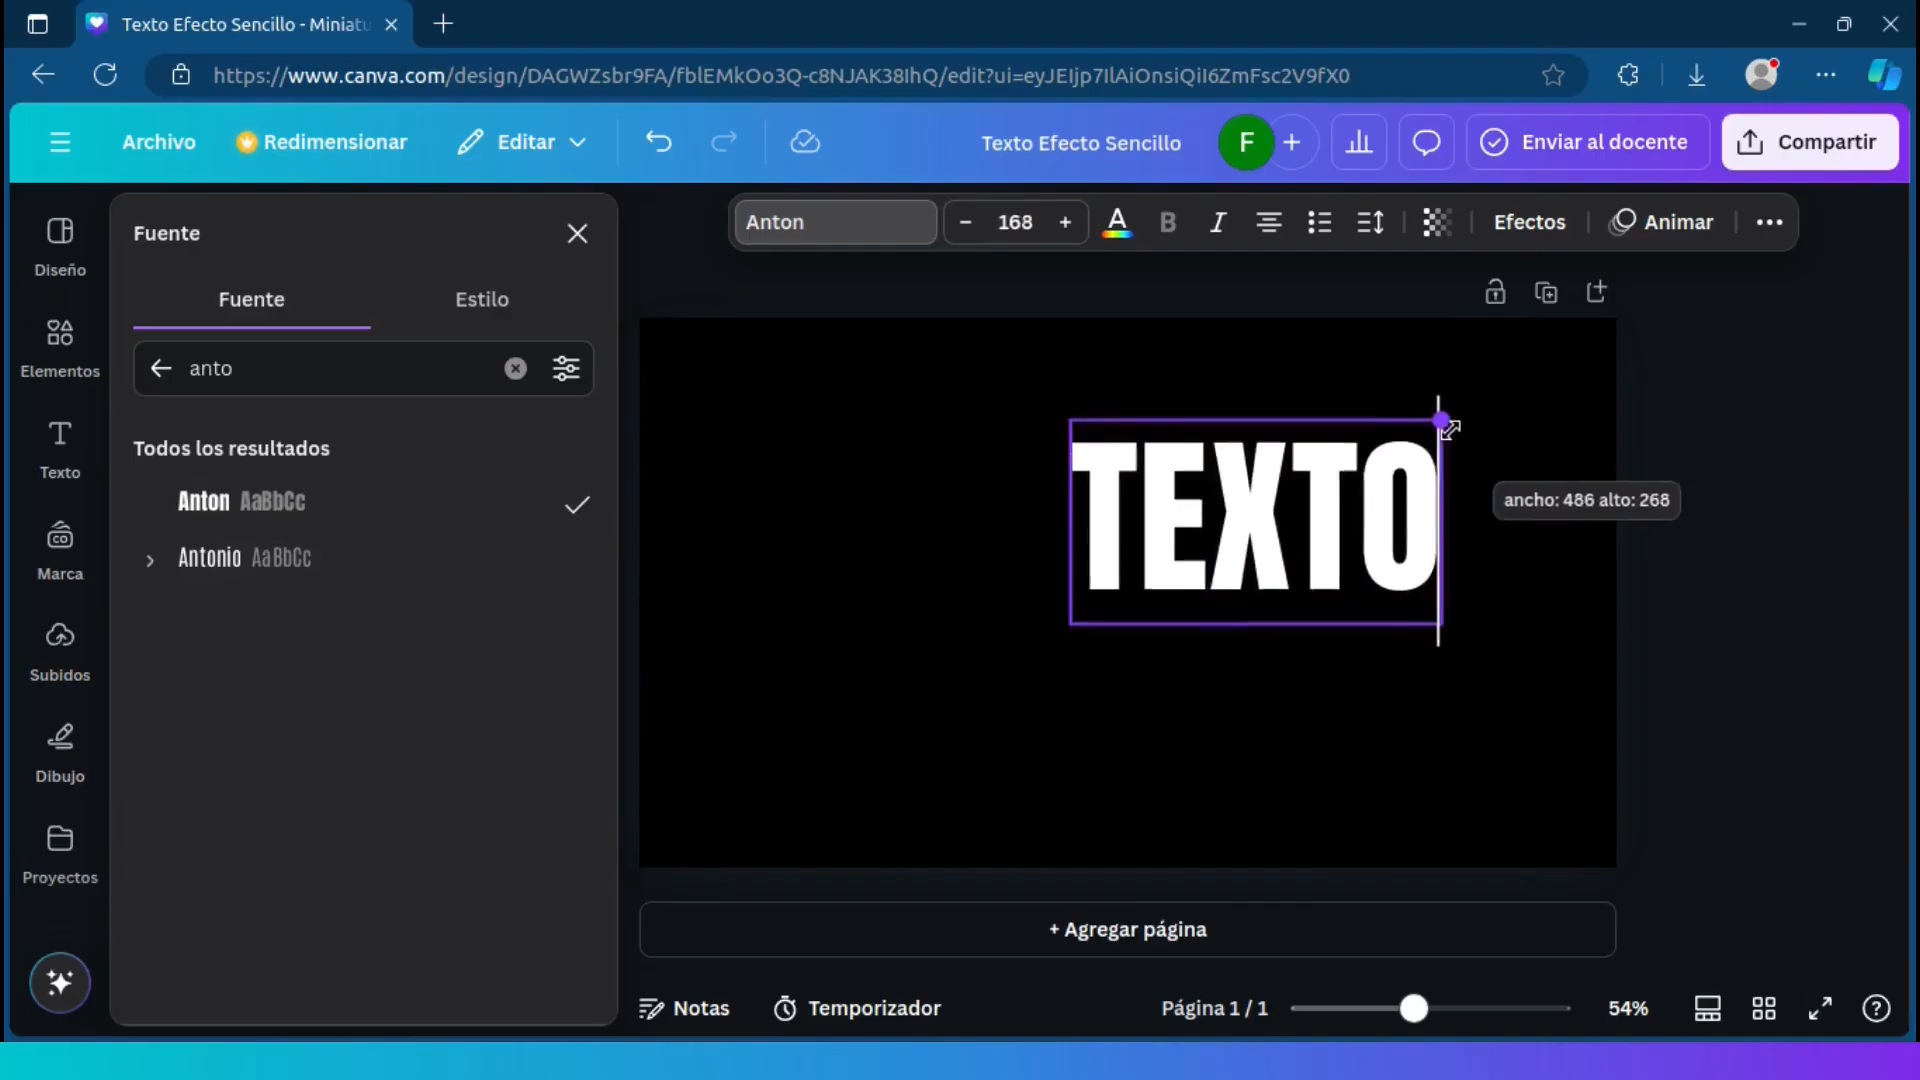 Texto Efecto Sencillo - Miniatu
https://www.canva.com/design/DAGWZsbr9FA/fblEMkOo3Q-c8NJAK38IhQ/edit?ui=eyJEIjp7IlAiOnsiQiI6ZmFsc2V9fX0
Archivo
Redimensionar
Editar
Texto Efecto Sencillo
F
Enviar al docente
Compartir
Anton
168
A
B
I
Efectos
Animar
Diseño
Elementos
Texto
Marca
Subidos
Dibujo
Proyectos
Fuente
Fuente
Estilo
anto
Todos los resultados
Anton AaBbCc
Antonio AaBbCc
TEXTO
ancho: 486 alto: 268
+ Agregar página
Notas
Temporizador
Página 1 / 1
54%